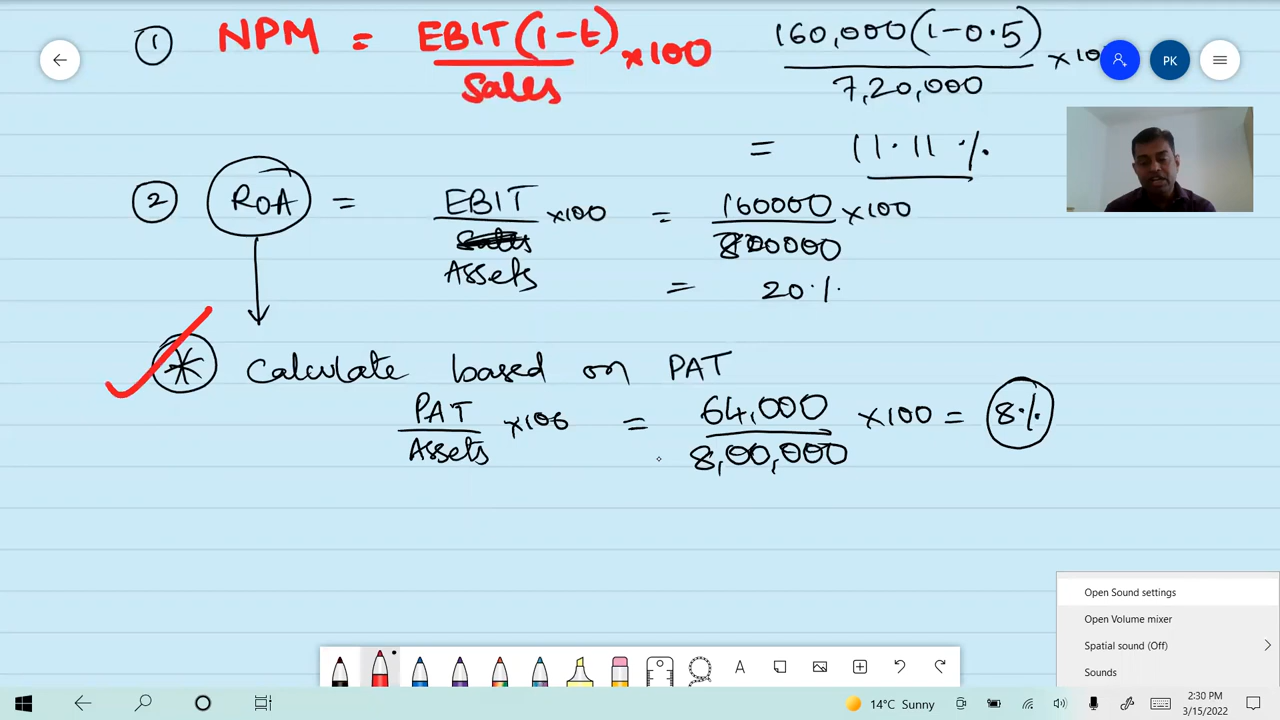 ① NPM = EBIT(1-t) / Sales ×100
160,000(1-0.5) / 7,20,000 ×100
= 11.11 %
PK
② ROA = EBIT / Assets ×100 = 160000 / 800000 ×100
= 20%
* Calculate based on PAT
PAT / Assets ×100 = 64,000 / 8,00,000 ×100 = 8%
Open Sound settings
Open Volume mixer
Spatial sound (Off)
Sounds
A
14°C Sunny
2:30 PM
3/15/2022